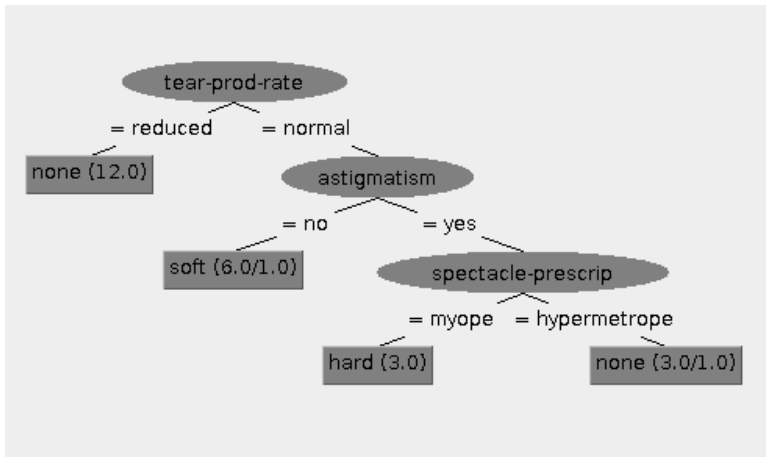 tear-prod-rate
= reduced = normal
none (12.0)
astigmatism
= no = yes
soft (6.0/1.0)
spectacle-prescrip
= myope = hypermetrope
hard (3.0) none (3.0/1.0)